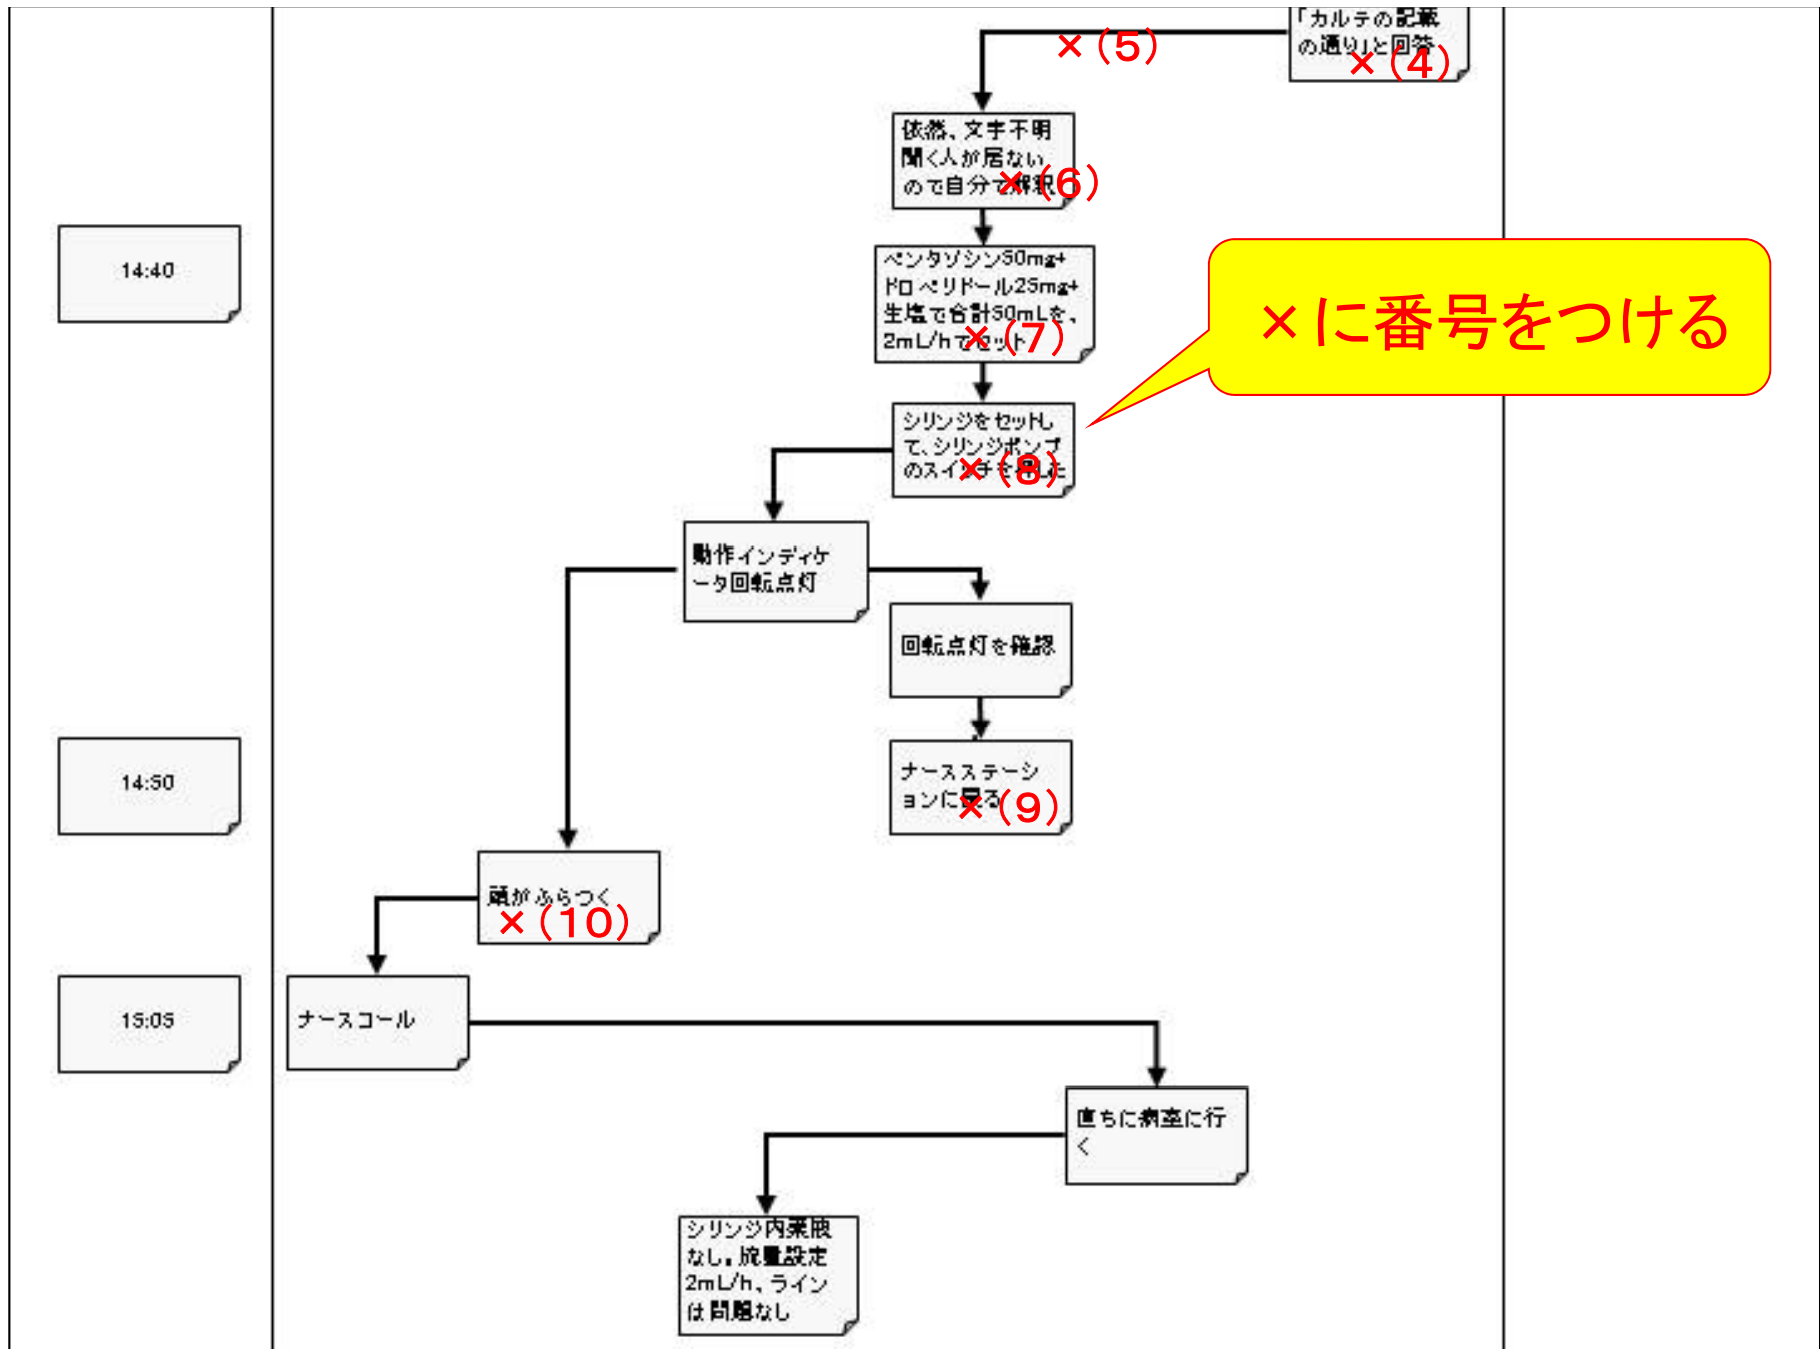 「カルテの記載
の通り」と回答
×(4)
×(5)
依然、文字不明
聞く人が居ない
ので自分で解釈
×(6)
14:40
ペンタゾシン50mg+
ドロペリドール25mg+
生塩で合計50mLを、
2mL/hでセット
×(7)
×に番号をつける
シリンジをセットし
て、シリンジポンプ
のスイッチを押した
×(8)
動作インディケ
ータ回転点灯
回転点灯を確認
14:50
ナースステーシ
ョンに戻る
×(9)
頭がふらつく
×(10)
15:05
ナースコール
直ちに病室に行
く
シリンジ内薬液
なし。流量設定
2mL/h、ライン
は問題なし